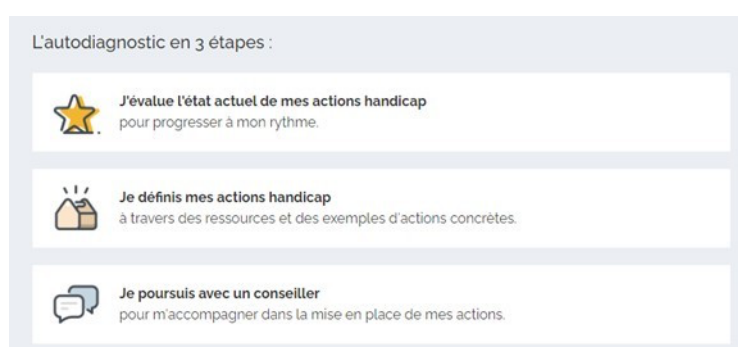 L'autodiagnostic en 3 étapes :
J'évalue l'état actuel de mes actions handicap
pour progresser à mon rythme.
Je définis mes actions handicap
à travers des ressources et des exemples d'actions concrètes.
Je poursuis avec un conseiller
pour m'accompagner dans la mise en place de mes actions.